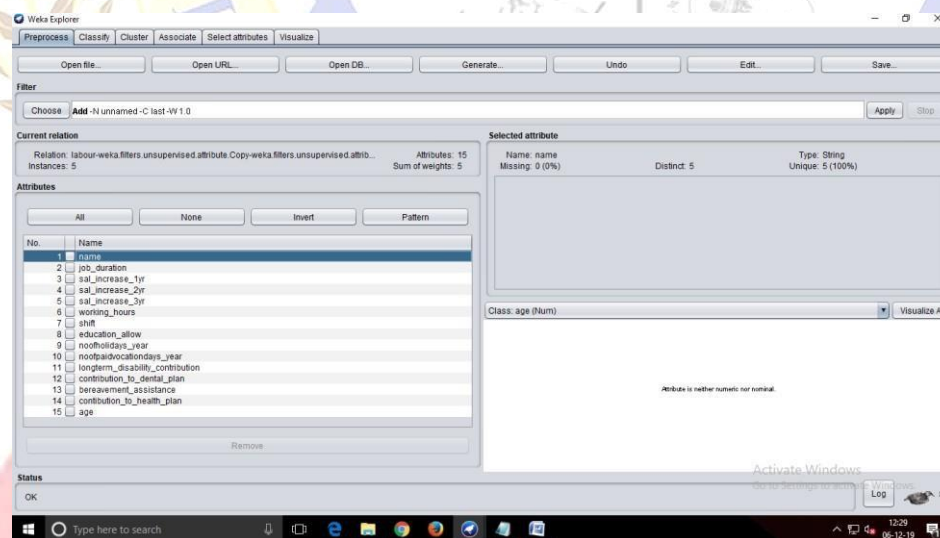 Weka Explorer
Preprocess Classify Cluster Associate Select attributes Visualize
Open file... Open URL... Open DB... Generate... Undo Edit... Save...
Filter
Choose Add -N unnamed -C last -W 1.0 Apply Stop
Current relation
Relation: labour-weka.filters.unsupervised.attribute.Copy-weka.filters.unsupervised.attrib... Attributes: 15
Instances: 5 Sum of weights: 5
Selected attribute
Name: name Type: String
Missing: 0 (0%) Distinct: 5 Unique: 5 (100%)
Attributes
All None Invert Pattern
No. Name
1 name
2 job_duration
3 sal_increase_1yr
4 sal_increase_2yr
5 sal_increase_3yr
6 working_hours
7 shift
8 education_allow
9 noofholidays_year
10 noofpaidvocationdays_year
11 longterm_disability_contribution
12 contribution_to_dental_plan
13 bereavement_assistance
14 contibution_to_health_plan
15 age
Remove
Class: age (Num) Visualize A
Attribute is neither numeric nor nominal.
Activate Windows
Go to Settings to activate Windows.
Status
OK Log
Type here to search
12:29
06-12-19